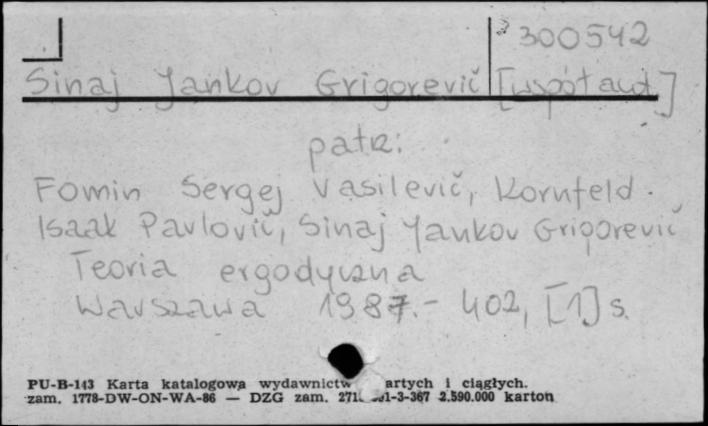 300542
Sinaj Jankov Grigorevič [współaut]
patrz:
Fomin Sergej Vasilevič, Kornfeld
Isaak Pavlovič, Sinaj Jankov Grigorevič
Teoria ergodyczna
Warszawa 1987.- 402, [1] s.
PU-B-143 Karta katalogowa wydawnictw artych i ciągłych.
zam. 1778-DW-ON-WA-86 — DZG zam. 1-3-367 2.590.000 karton